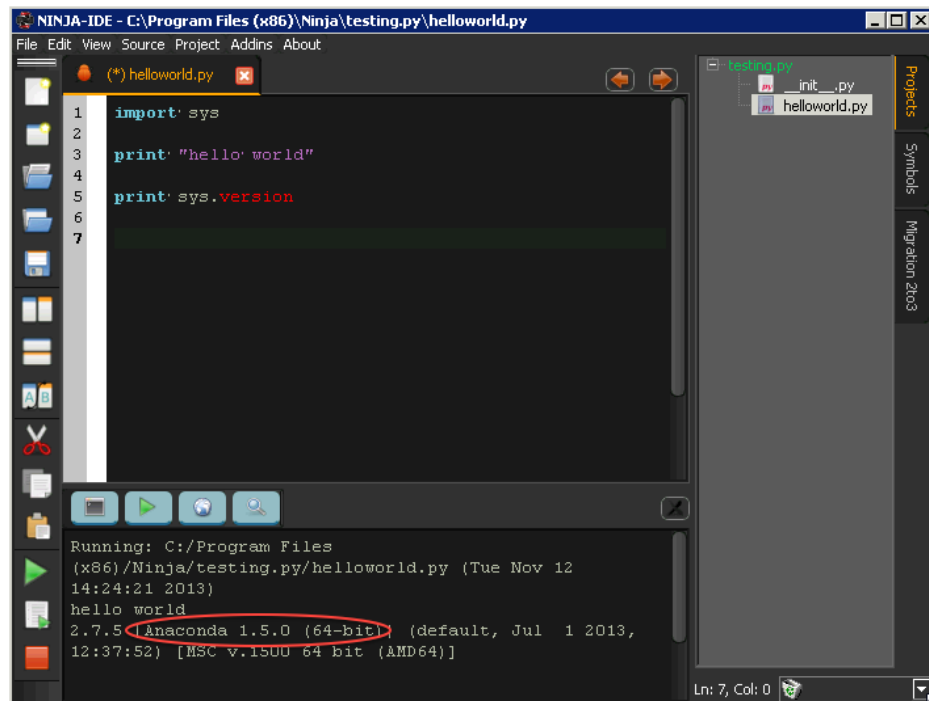 NINJA-IDE - C:\Program Files (x86)\Ninja\testing.py\helloworld.py
File Edit View Source Project Addins About
(*) helloworld.py
1 import sys
2
3 print "hello world"
4
5 print sys.version
6
7
testing.py
__init__.py
helloworld.py
Projects
Symbols
Migration 2to3
Running: C:/Program Files
(x86)/Ninja/testing.py/helloworld.py (Tue Nov 12
14:24:21 2013)
hello world
2.7.5 |Anaconda 1.5.0 (64-bit)| (default, Jul  1 2013,
12:37:52) [MSC v.1500 64 bit (AMD64)]
Ln: 7, Col: 0